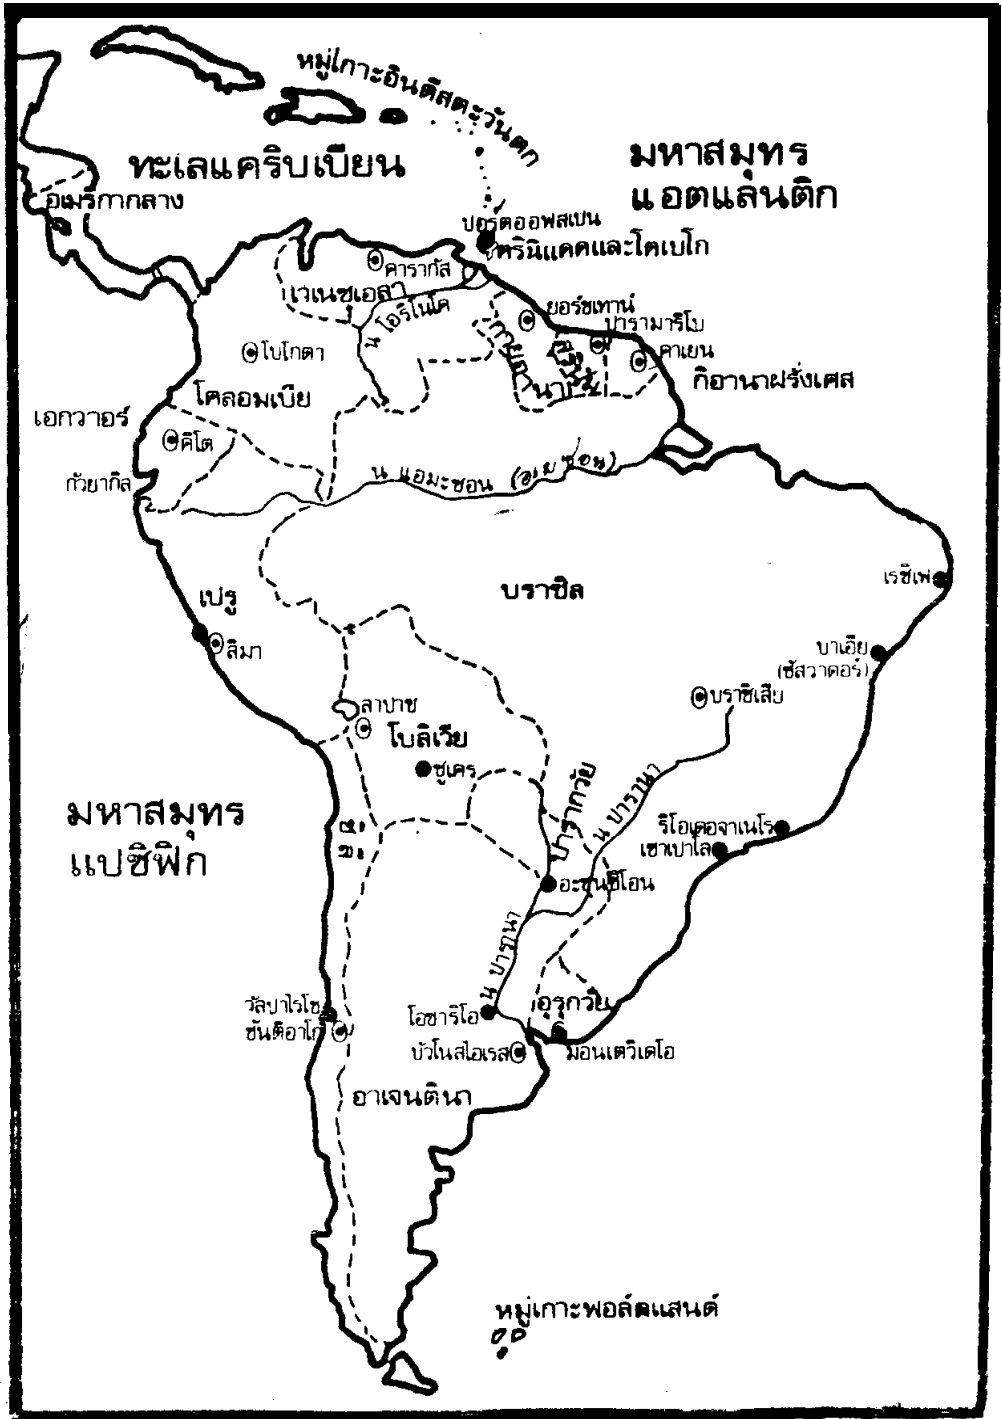 หมู่เกาะอินดีสตะวันตก
ทะเลแคริบเบียน
มหาสมุทร
แอตแลนติก
อเมริกากลาง
ปอร์ตออฟสเปน
ตรินิแดดและโตเบโก
คารากัส
เวเนซุเอลา
น โอริโนโค
ยอร์ชเทาน์
ปารามาริโบ
คาเยน
กายอานา
กิอานาฝรั่งเศส
โบโกตา
โคลอมเบีย
เอกวาอร์
คิโต
กัวยากิล
น แอมะซอน (อเมซอน)
บราซิล
เรซิเฟ
เปรู
ลิมา
บาเอีย
(ซัลวาดอร์)
บราซิเลีย
ลาปาซ
โบลิเวีย
ซูเคร
มหาสมุทร
แปซิฟิก
ปารากวัย
น ปารานา
ริโอเดอจาเนโร
เซาเปาโล
อะซุนซิโอน
น ปารานา
วัลปาไรโซ
ซันติอาโก
โอซาริโอ
อุรุกวัย
บัวโนสไอเรส
มอนเตวิเดโอ
อาเจนตินา
หมู่เกาะฟอล์คแลนด์